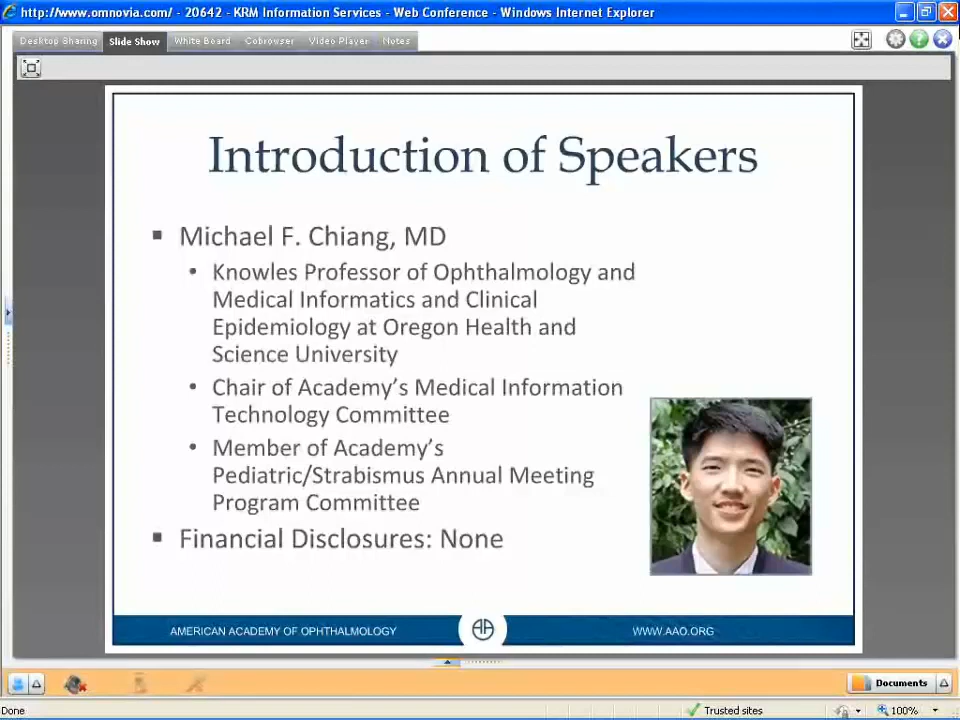 http://www.omnovia.com/ - 20642 - KRM Information Services - Web Conference - Windows Internet Explorer
Desktop Sharing Slide Show White Board Cobrowser Video Player Notes
Introduction of Speakers
▪ Michael F. Chiang, MD
• Knowles Professor of Ophthalmology and
Medical Informatics and Clinical
Epidemiology at Oregon Health and
Science University
• Chair of Academy’s Medical Information
Technology Committee
• Member of Academy’s
Pediatric/Strabismus Annual Meeting
Program Committee
▪ Financial Disclosures: None
AMERICAN ACADEMY OF OPHTHALMOLOGY WWW.AAO.ORG
Documents
Done Trusted sites 100%